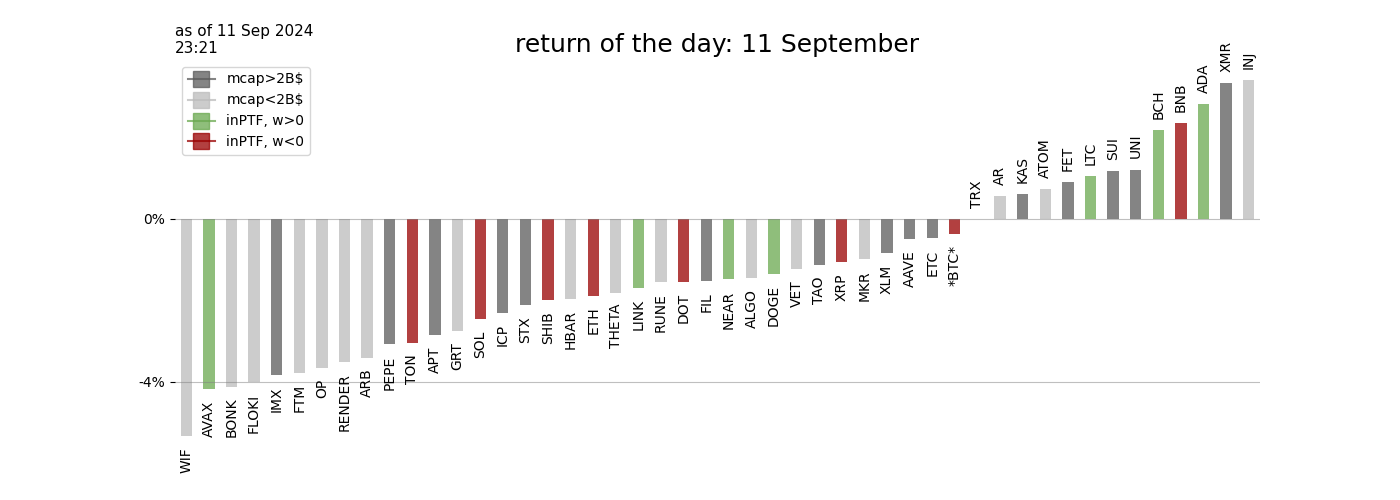 as of 11 Sep 2024
23:21
return of the day: 11 September
mcap>2B$
mcap<2B$
inPTF, w>0
inPTF, w<0
0%
-4%
WIF
AVAX
BONK
FLOKI
IMX
FTM
OP
RENDER
ARB
PEPE
TON
APT
GRT
SOL
ICP
STX
SHIB
HBAR
ETH
THETA
LINK
RUNE
DOT
FIL
NEAR
ALGO
DOGE
VET
TAO
XRP
MKR
XLM
AAVE
ETC
*BTC*
TRX
AR
KAS
ATOM
FET
LTC
SUI
UNI
BCH
BNB
ADA
XMR
INJ